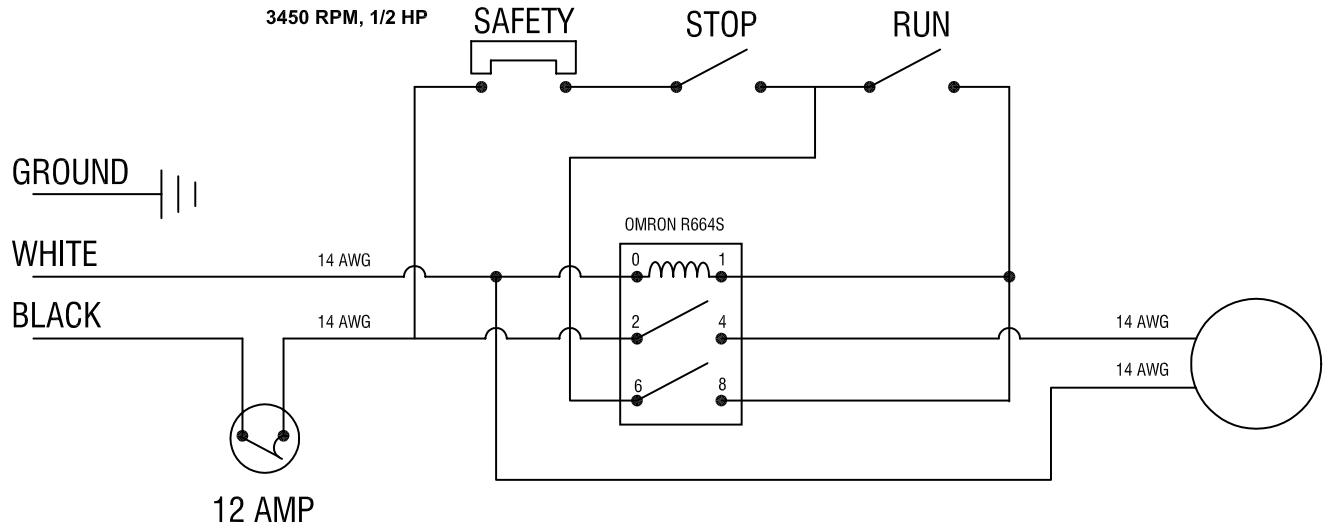 3450 RPM, 1/2 HP
SAFETY
STOP
RUN
GROUND
OMRON R664S
WHITE
14 AWG
0
1
BLACK
14 AWG
2
4
14 AWG
14 AWG
6
8
12 AMP